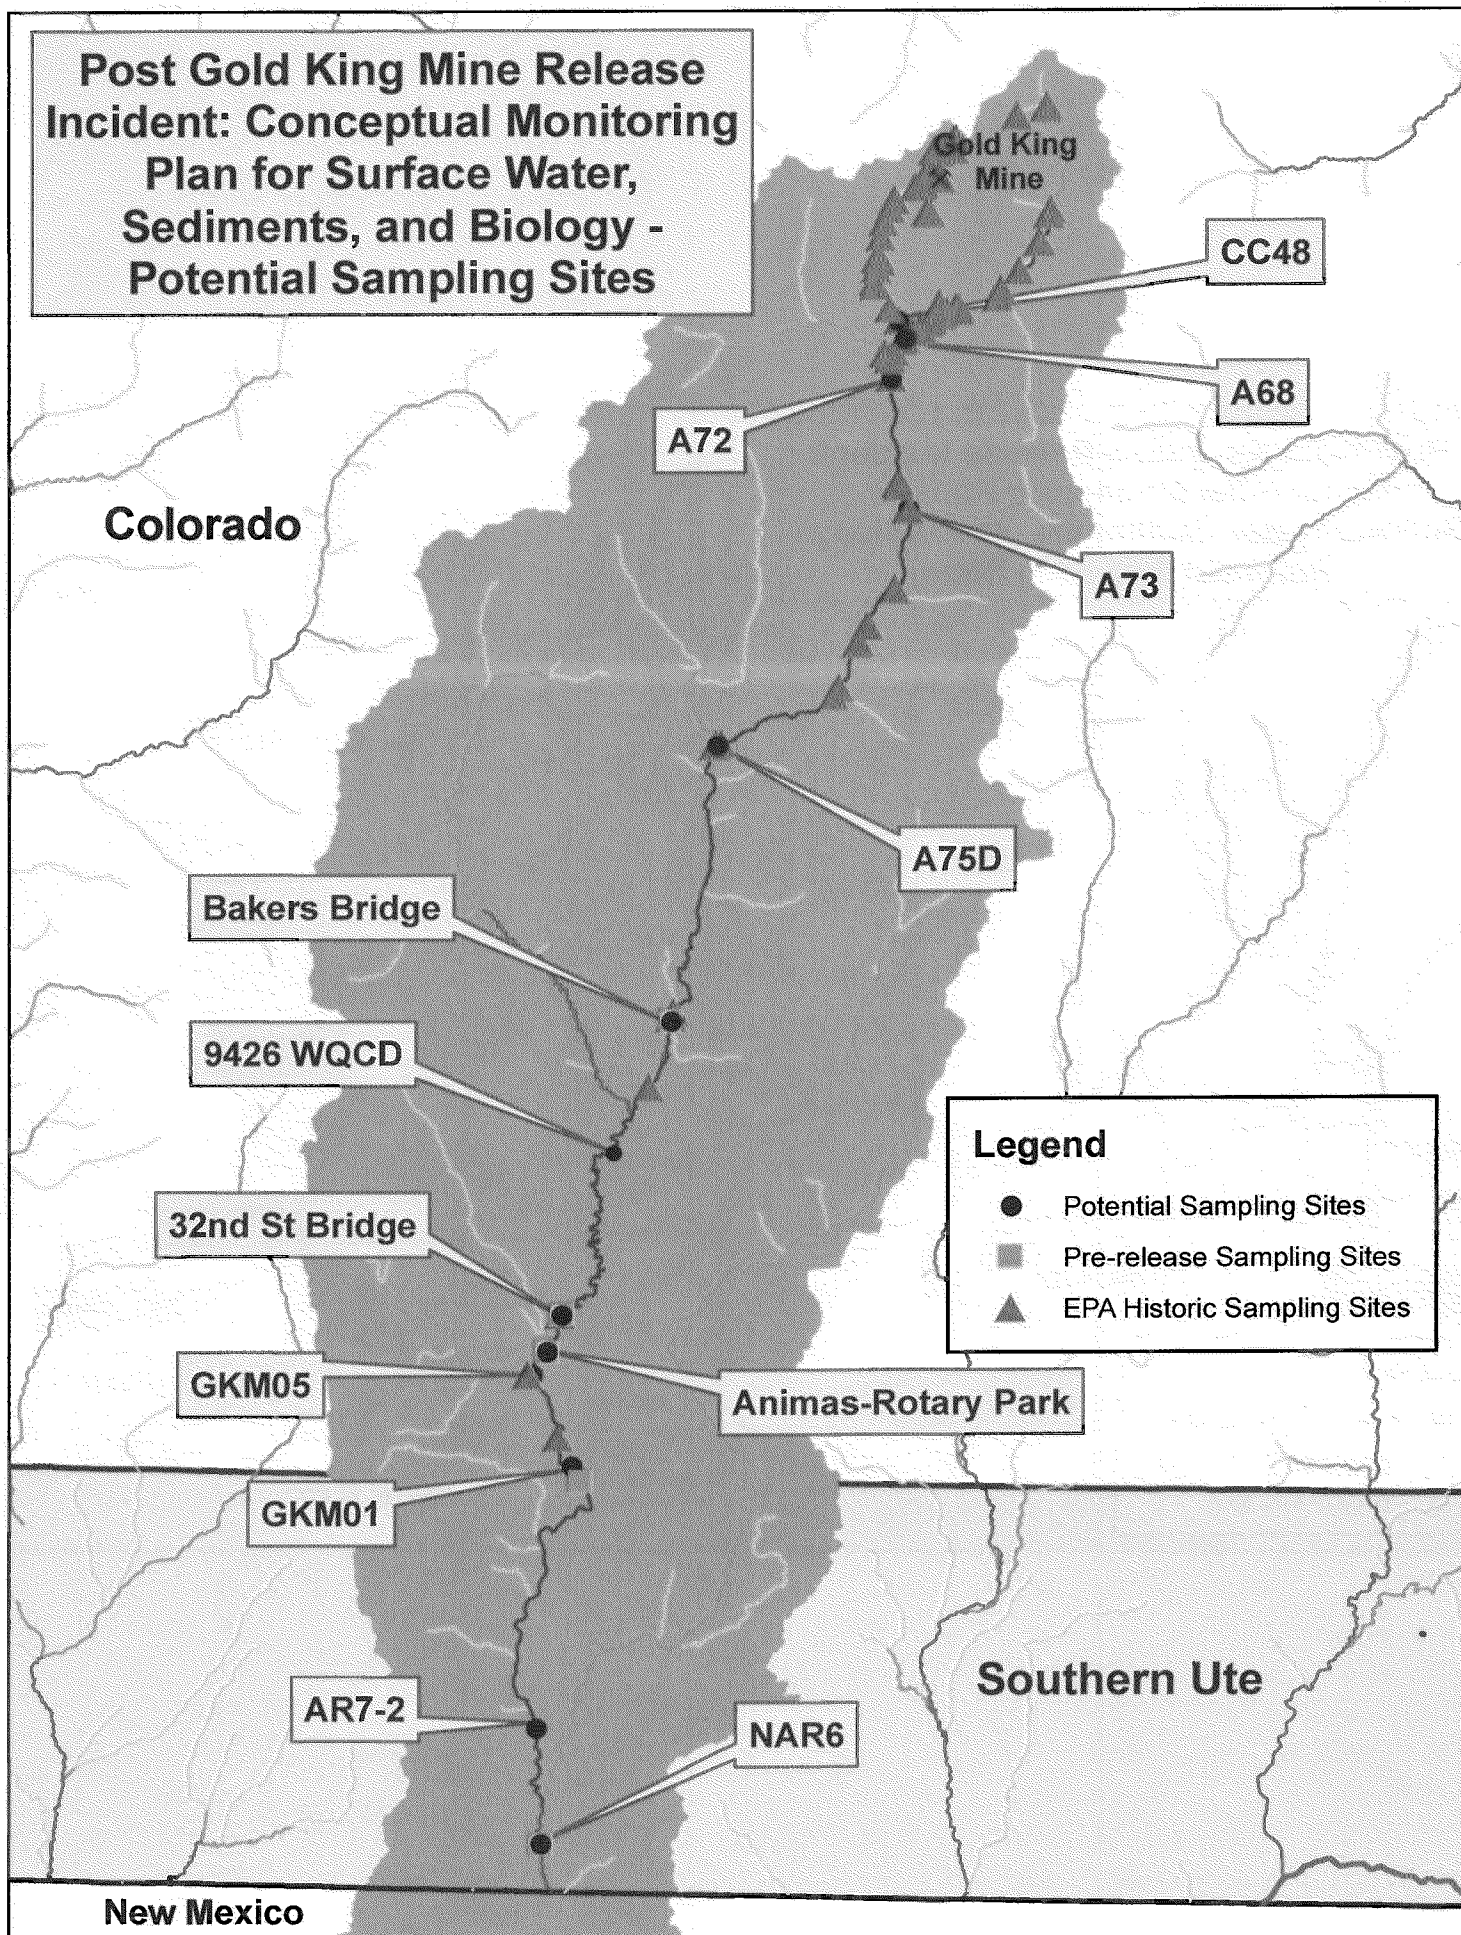 Post Gold King Mine Release
Incident: Conceptual Monitoring
Plan for Surface Water,
Sediments, and Biology -
Potential Sampling Sites
Gold King
Mine
CC48
A68
A72
Colorado
A73
A75D
Bakers Bridge
9426 WQCD
Legend
Potential Sampling Sites
Pre-release Sampling Sites
EPA Historic Sampling Sites
32nd St Bridge
GKM05
Animas-Rotary Park
GKM01
Southern Ute
AR7-2
NAR6
New Mexico